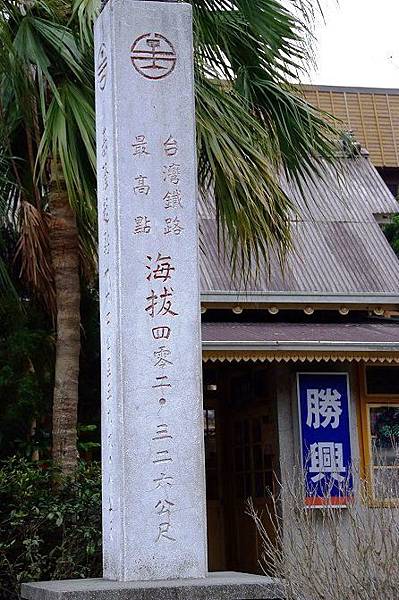 台灣鐵路
最高點
海拔四零二.三二六公尺
勝興